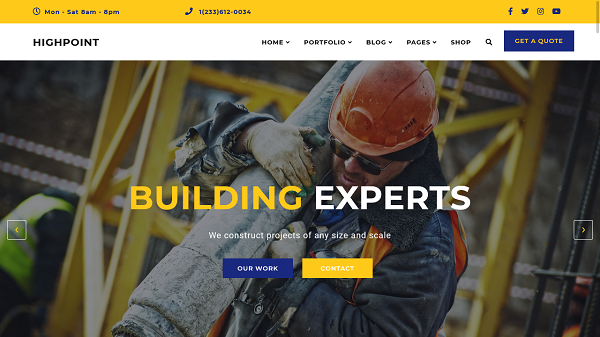 Mon - Sat 8am - 8pm 1(233)612-0034
HIGHPOINT HOME PORTFOLIO BLOG PAGES SHOP GET A QUOTE
BUILDING EXPERTS
We construct projects of any size and scale
OUR WORK CONTACT